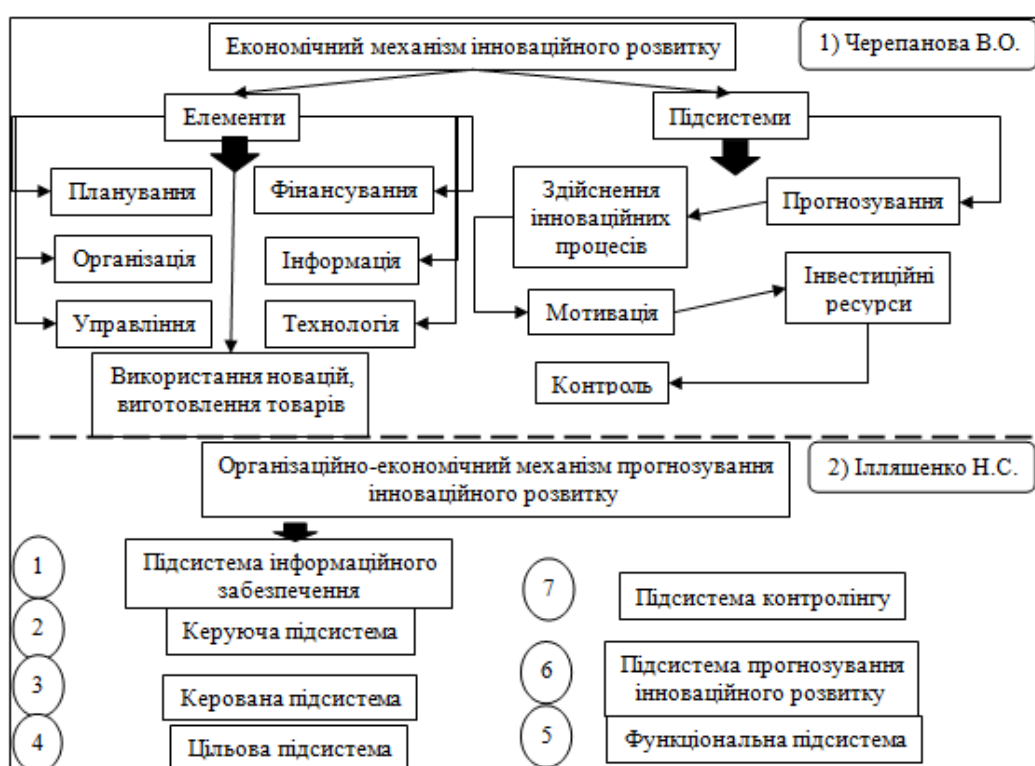 Економічний механізм інноваційного розвитку
1) Черепанова В.О.
Елементи
Підсистеми
Планування
Фінансування
Здійснення
інноваційних
процесів
Прогнозування
Організація
Інформація
Інвестиційні
ресурси
Управління
Технологія
Мотивація
Використання новацій,
виготовлення товарів
Контроль
Організаційно-економічний механізм прогнозування
інноваційного розвитку
2) Ілляшенко Н.С.
1
Підсистема інформаційного
забезпечення
2
Керуюча підсистема
3
Керована підсистема
4
Цільова підсистема
7
Підсистема контролінгу
6
Підсистема прогнозування
інноваційного розвитку
5
Функціональна підсистема